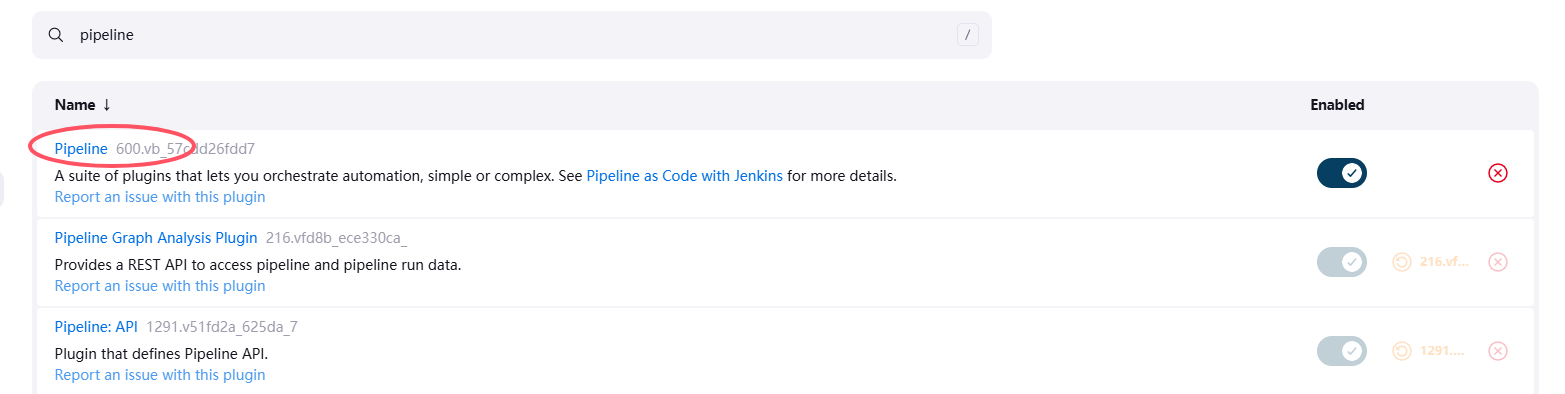 pipeline /
Name ↓ Enabled
Pipeline 600.vb_57cdd26fdd7
A suite of plugins that lets you orchestrate automation, simple or complex. See Pipeline as Code with Jenkins for more details.
Report an issue with this plugin
Pipeline Graph Analysis Plugin 216.vfd8b_ece330ca_
Provides a REST API to access pipeline and pipeline run data.
216.vf...
Report an issue with this plugin
Pipeline: API 1291.v51fd2a_625da_7
Plugin that defines Pipeline API.
1291....
Report an issue with this plugin